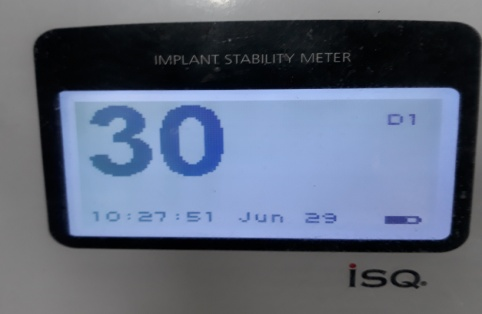 IMPLANT STABILITY METER
30
D1
10:27:51 Jun 29
isQ.